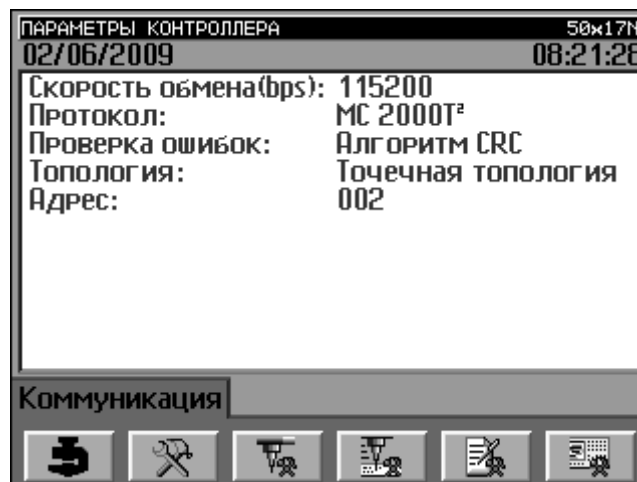 ПАРАМЕТРЫ КОНТРОЛЛЕРА 50x17N
02/06/2009 08:21:28
Скорость обмена(bps): 115200
Протокол: MC 2000T²
Проверка ошибок: Алгоритм CRC
Топология: Точечная топология
Адрес: 002
Коммуникация